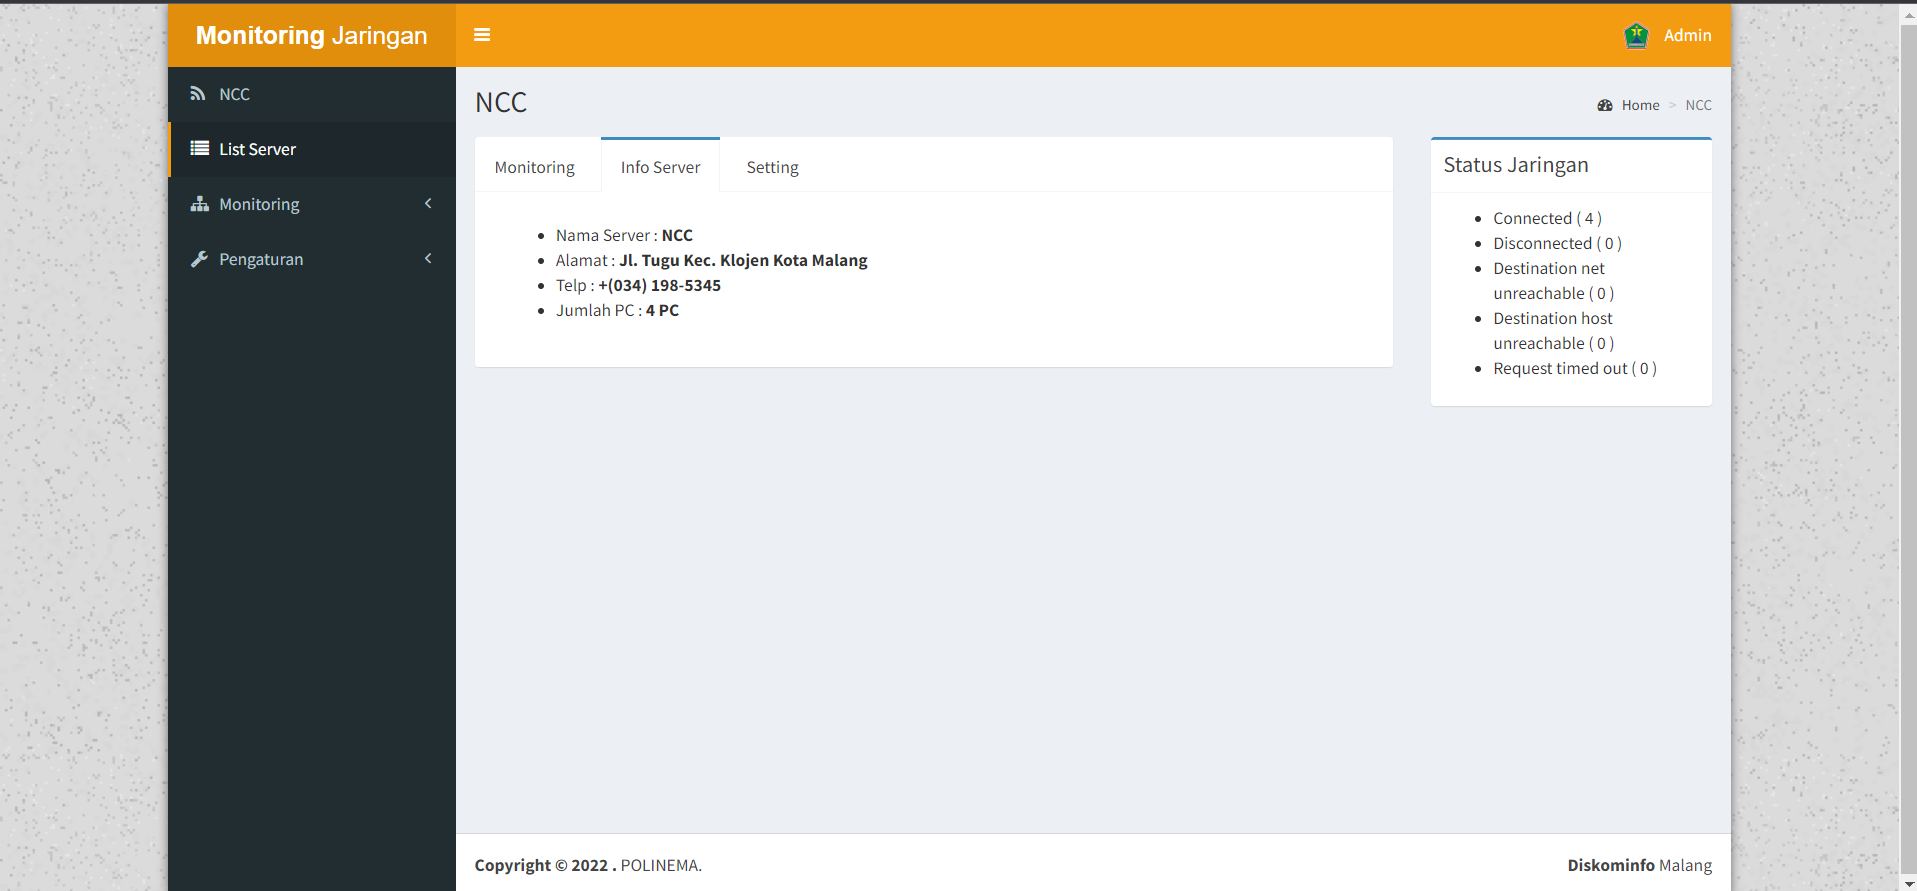 Monitoring Jaringan
Admin
NCC
List Server
Monitoring
Pengaturan
NCC
Home > NCC
Monitoring
Info Server
Setting
Nama Server : NCC
Alamat : Jl. Tugu Kec. Klojen Kota Malang
Telp : +(034) 198-5345
Jumlah PC : 4 PC
Status Jaringan
Connected ( 4 )
Disconnected ( 0 )
Destination net
unreachable ( 0 )
Destination host
unreachable ( 0 )
Request timed out ( 0 )
Copyright © 2022 . POLINEMA.
Diskominfo Malang